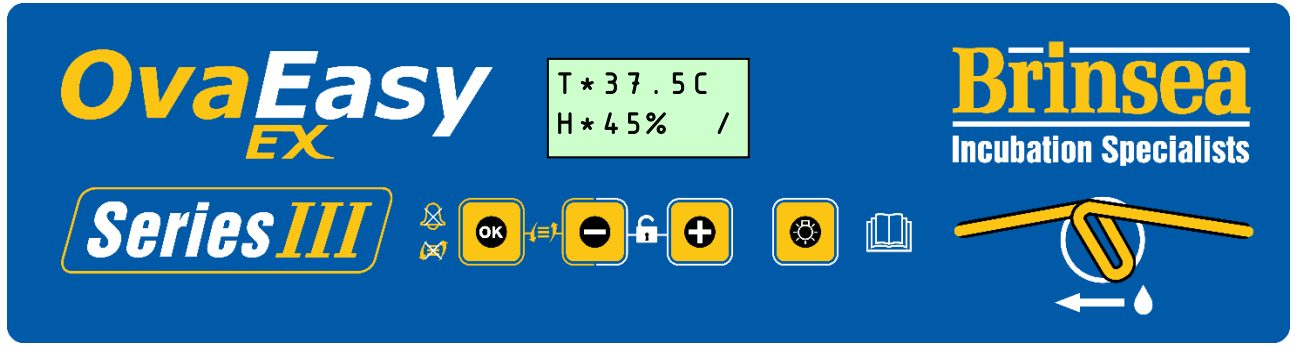 OvaEasy
EX
T*37.5C
H*45% /
Brinsea
Incubation Specialists
Series III
OK